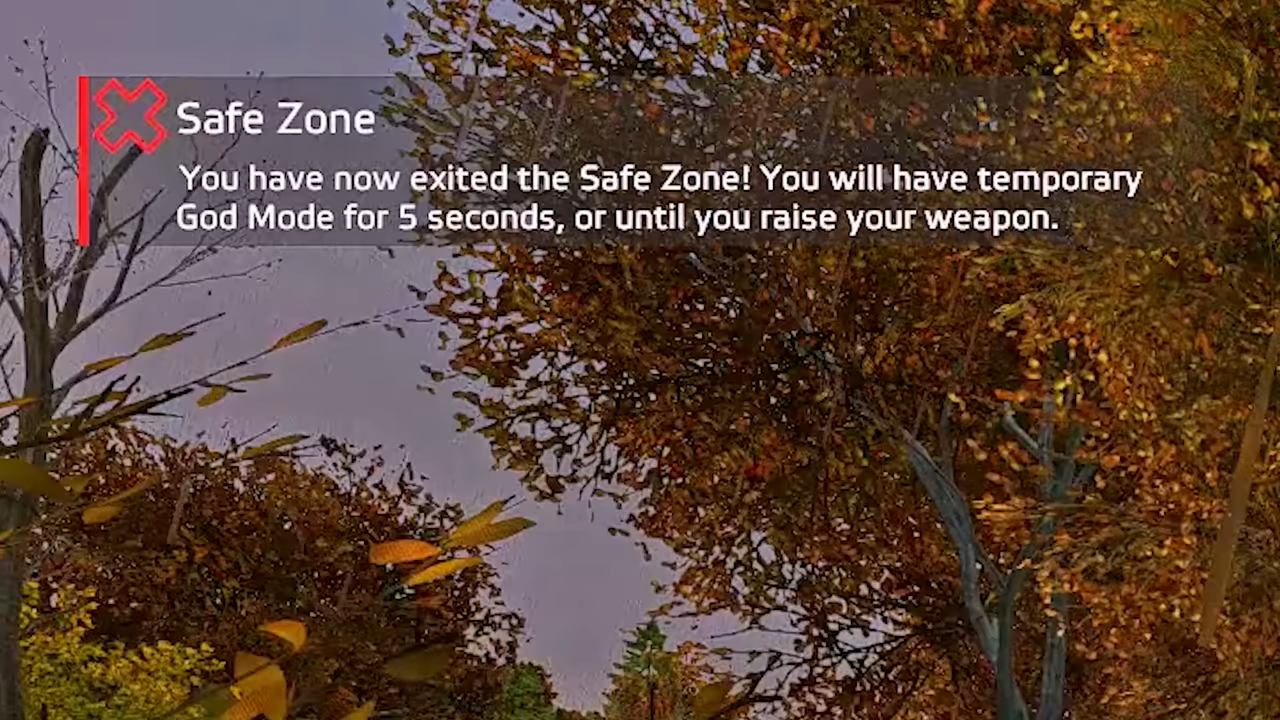 Safe Zone
You have now exited the Safe Zone! You will have temporary
God Mode for 5 seconds, or until you raise your weapon.